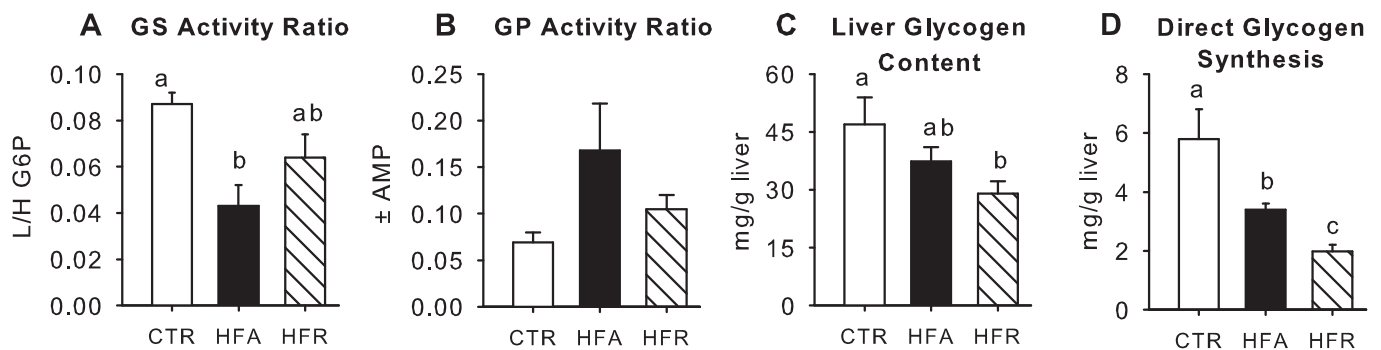 A GS Activity Ratio
L/H G6P
0.10
0.08
0.06
0.04
0.02
0.00
a
b
ab
CTR HFA HFR
B GP Activity Ratio
± AMP
0.25
0.20
0.15
0.10
0.05
0.00
CTR HFA HFR
C Liver Glycogen
Content
mg/g liver
60
45
30
15
0
a
ab
b
CTR HFA HFR
D Direct Glycogen
Synthesis
mg/g liver
8
6
4
2
0
a
b
c
CTR HFA HFR